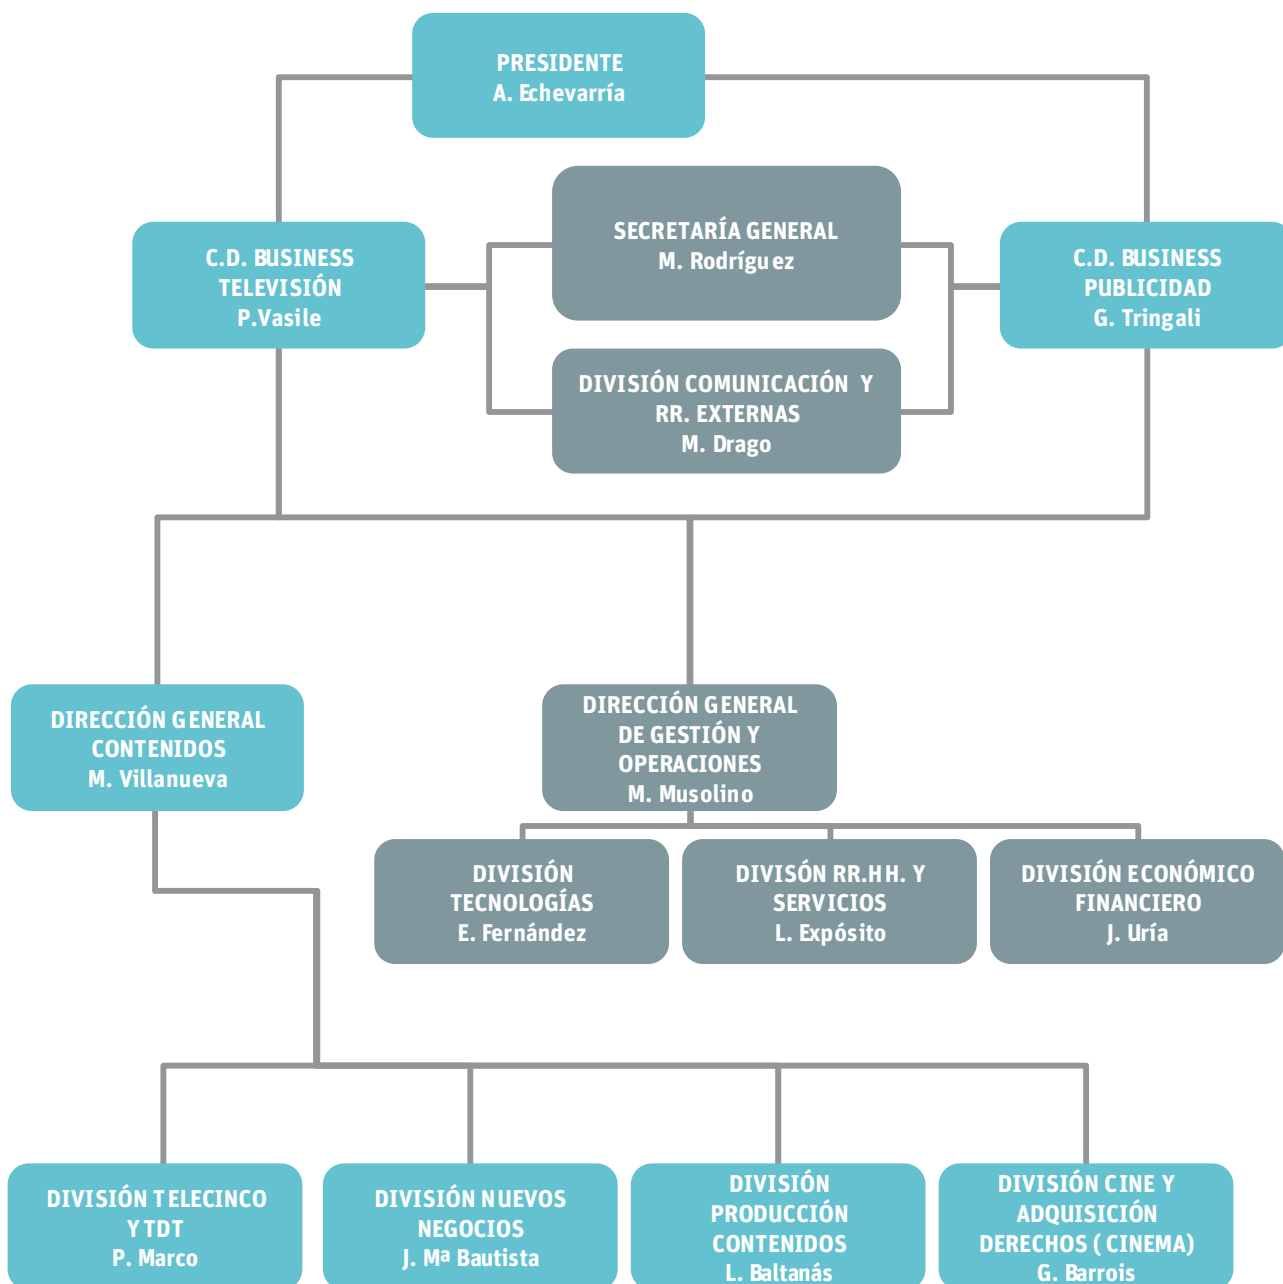 PRESIDENTE
A. Echevarría
SECRETARÍA GENERAL
M. Rodríguez
C.D. BUSINESS
TELEVISIÓN
P.Vasile
C.D. BUSINESS
PUBLICIDAD
G. Tringali
DIVISIÓN COMUNICACIÓN Y
RR. EXTERNAS
M. Drago
DIRECCIÓN GENERAL
CONTENIDOS
M. Villanueva
DIRECCIÓN GENERAL
DE GESTIÓN Y
OPERACIONES
M. Musolino
DIVISIÓN
TECNOLOGÍAS
E. Fernández
DIVISÓN RR.HH. Y
SERVICIOS
L. Expósito
DIVISIÓN ECONÓMICO
FINANCIERO
J. Uría
DIVISIÓN TELECINCO
Y TDT
P. Marco
DIVISIÓN NUEVOS
NEGOCIOS
J. Mª Bautista
DIVISIÓN
PRODUCCIÓN
CONTENIDOS
L. Baltanás
DIVISIÓN CINE Y
ADQUISICIÓN
DERECHOS ( CINEMA)
G. Barrois